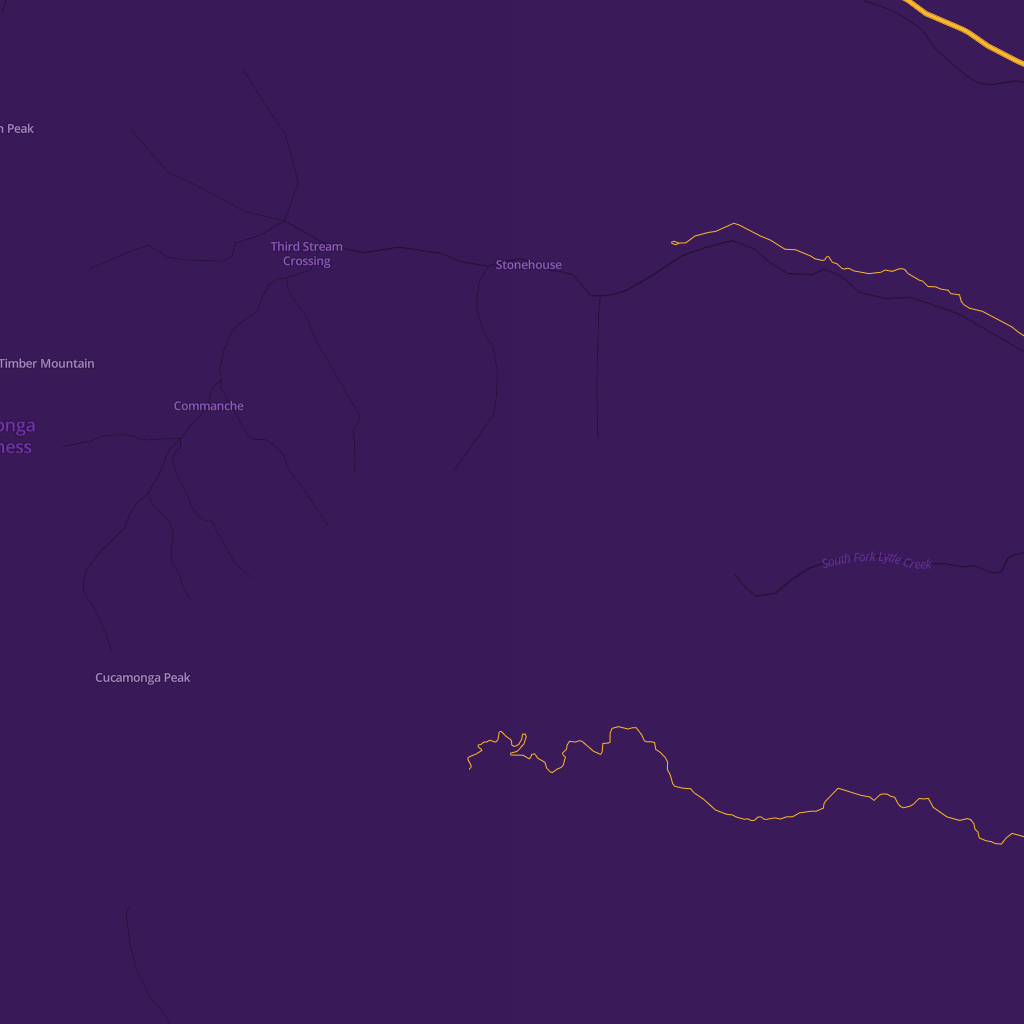 Peak
Third Stream
Crossing
Stonehouse
Timber Mountain
Commanche
onga
ness
South Fork Lytle Creek
Cucamonga Peak